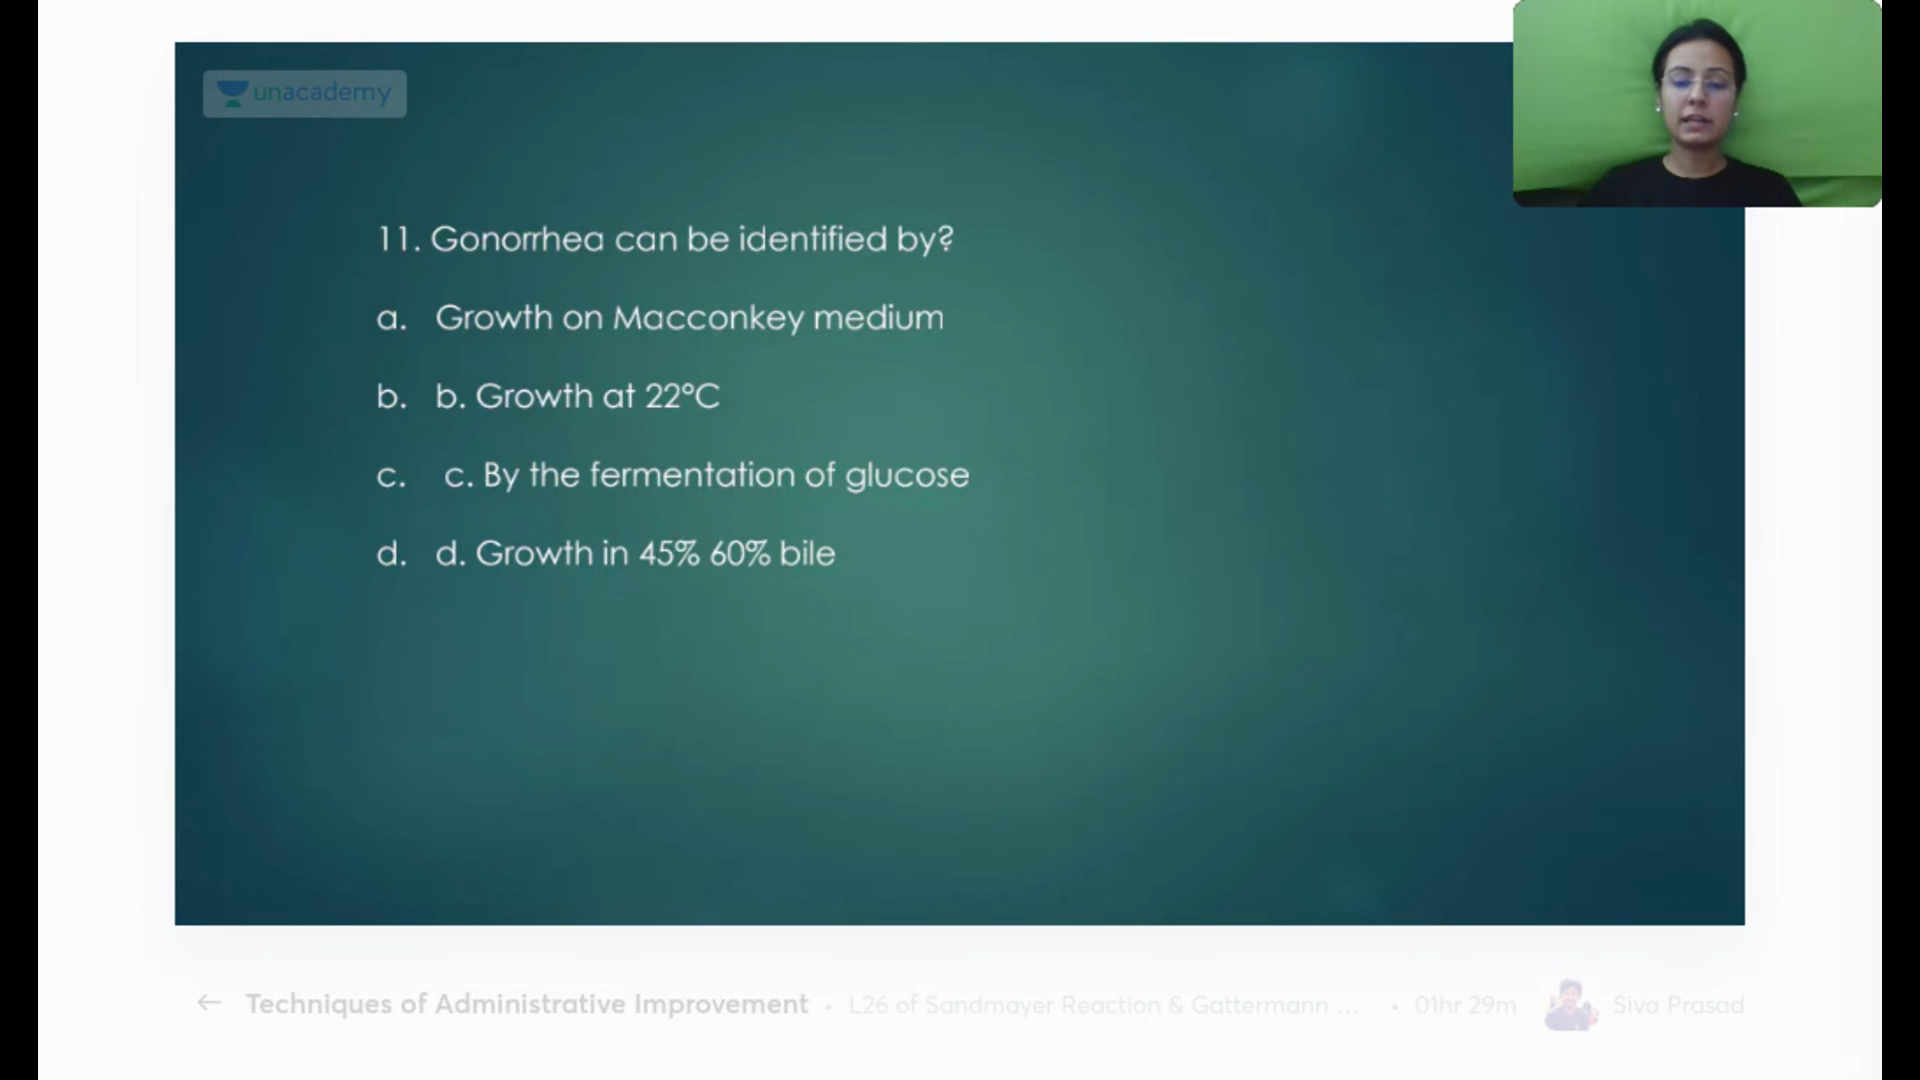 unacademy
11. Gonorrhea can be identified by?
a. Growth on Macconkey medium
b. b. Growth at 22°C
c. c. By the fermentation of glucose
d. d. Growth in 45% 60% bile
← Techniques of Administrative Improvement • L26 of Sandmayer Reaction & Gattermann ... • 01hr 29m Siva Prasad